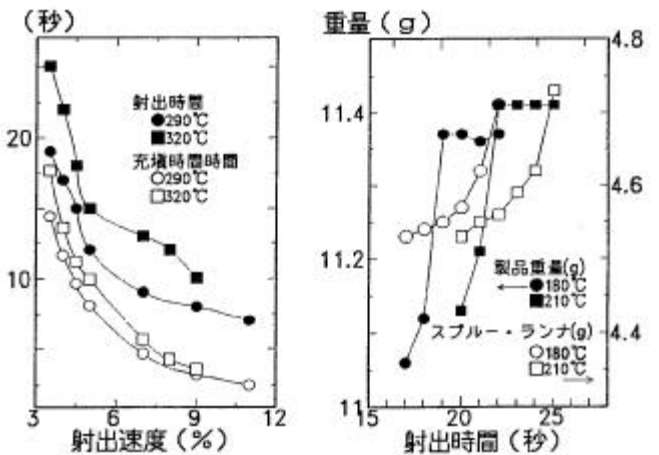 (秒)
20
10
射出時間
●290℃
■320℃
充塡時間時間
○290℃
□320℃
3
6
9
12
射出速度(%)
重量(g)
11.4
11.2
11
4.8
4.6
4.4
製品重量(g)
●180℃
■210℃
スプルー・ランナ(g)
○180℃
□210℃
15
20
25
射出時間(秒)